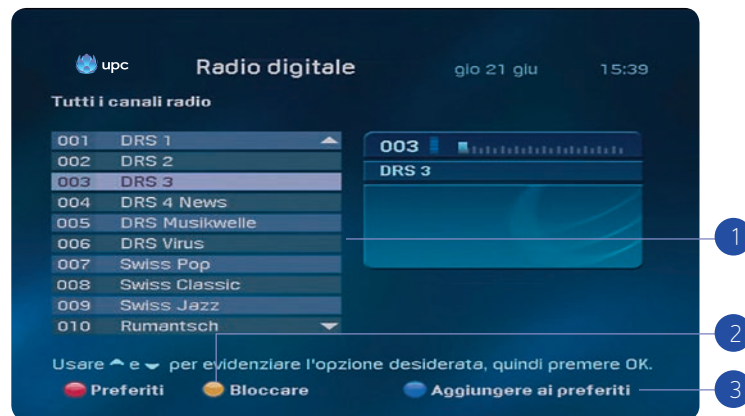 upc Radio digitale gio 21 giu 15:39
Tutti i canali radio
001 DRS 1
002 DRS 2
003 DRS 3
004 DRS 4 News
005 DRS Musikwelle
006 DRS Virus
007 Swiss Pop
008 Swiss Classic
009 Swiss Jazz
010 Rumantsch
003
DRS 3
1
2
Usare e per evidenziare l'opzione desiderata, quindi premere OK.
Preferiti Bloccare Aggiungere ai preferiti
3